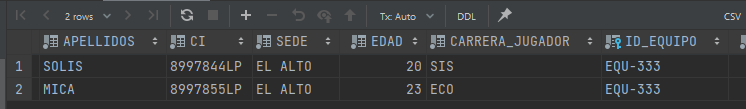 2 rows Tx: Auto DDL CSV
APELLIDOS CI SEDE EDAD CARRERA_JUGADOR ID_EQUIPO
1 SOLIS 8997844LP EL ALTO 20 SIS EQU-333
2 MICA 8997855LP EL ALTO 23 ECO EQU-333